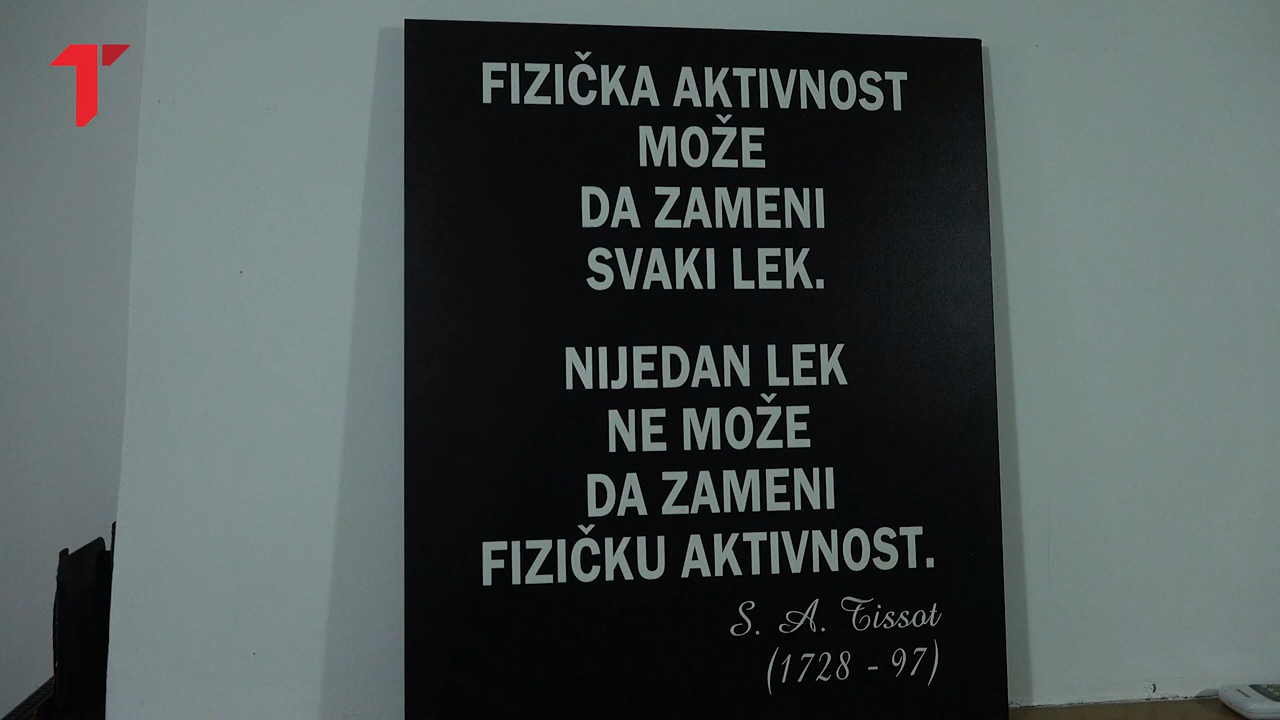 FIZIČKA AKTIVNOST
MOŽE
DA ZAMENI
SVAKI LEK.
NIJEDAN LEK
NE MOŽE
DA ZAMENI
FIZIČKU AKTIVNOST.
S. A. Tissot
(1728 - 97)